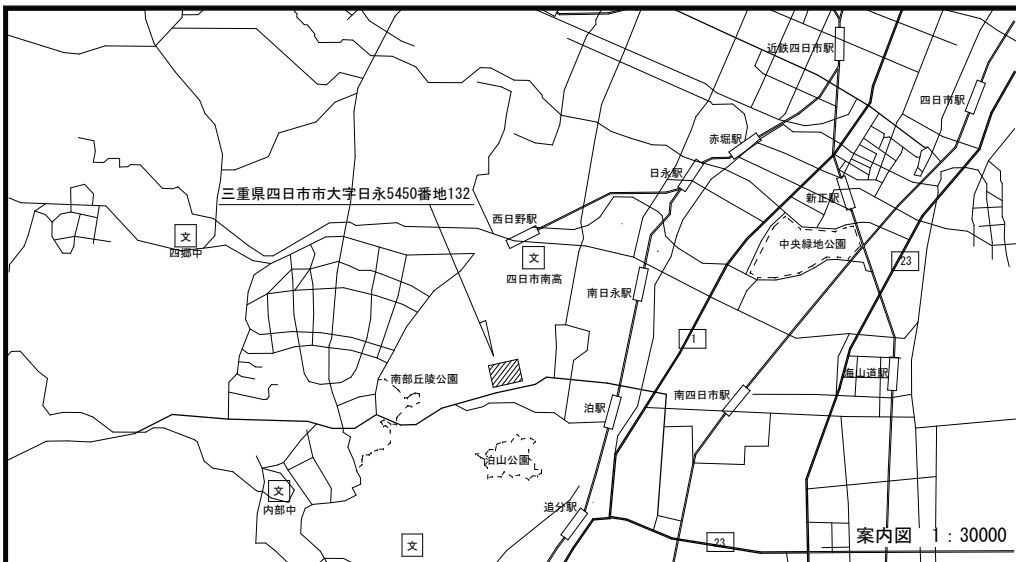 近鉄四日市駅
四日市駅
赤堀駅
日永駅
三重県四日市市大字日永5450番地132
新正駅
西日野駅
文
四郷中
中央緑地公園
文
四日市南高
23
南日永駅
1
南部丘陵公園
海山道駅
南四日市駅
泊駅
泊山公園
文
内部中
追分駅
文
23
案内図 1：30000